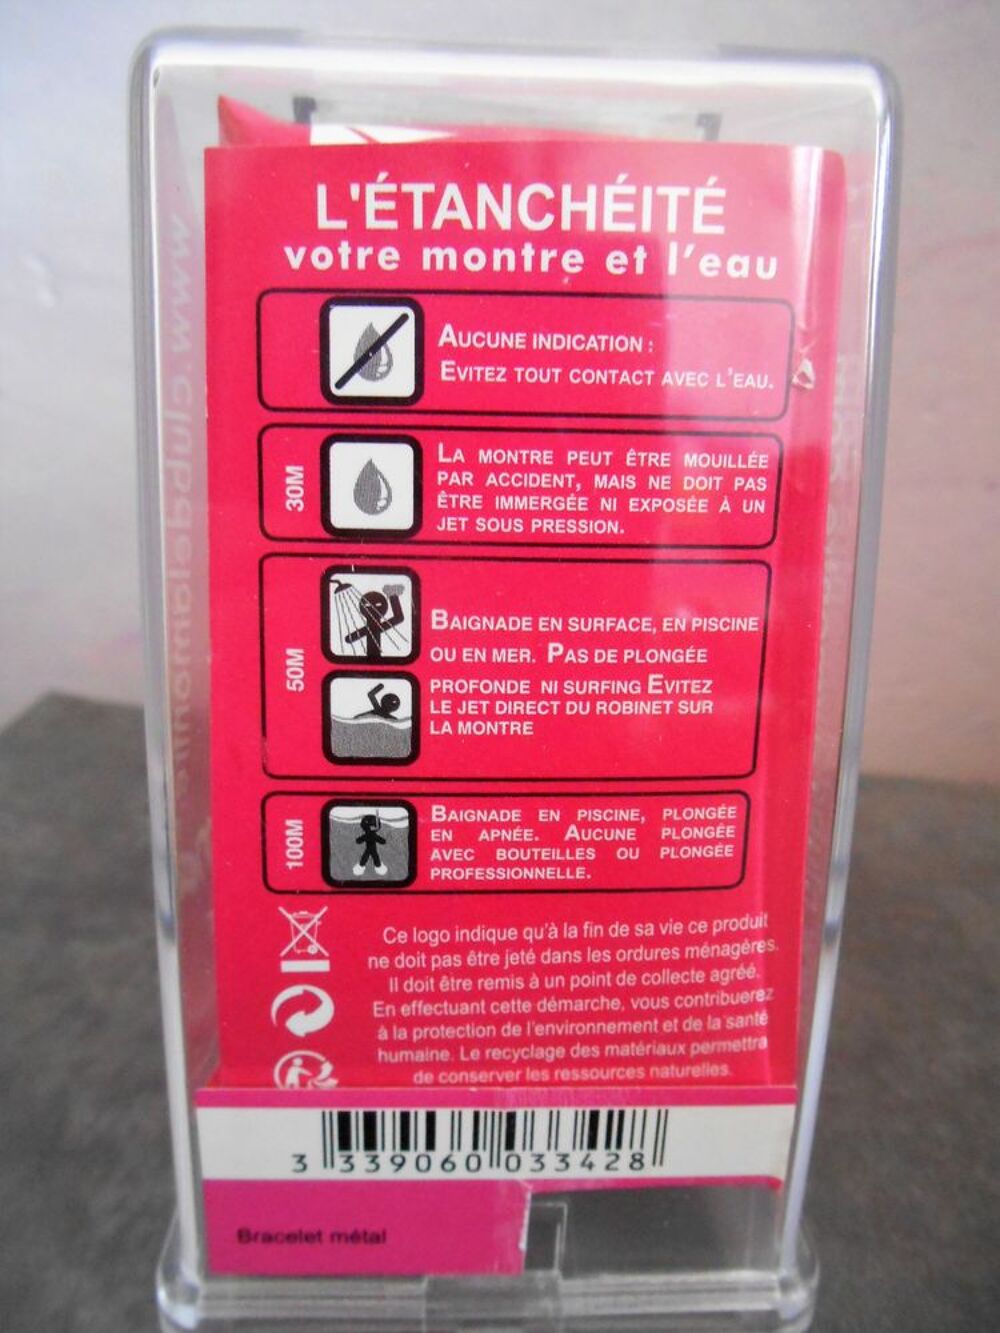 L'ÉTANCHÉITÉ
votre montre et l'eau
AUCUNE INDICATION :
EVITEZ TOUT CONTACT AVEC L'EAU.
30M
LA MONTRE PEUT ÊTRE MOUILLÉE
PAR ACCIDENT, MAIS NE DOIT PAS
ÊTRE IMMERGÉE NI EXPOSÉE À UN
JET SOUS PRESSION.
50M
BAIGNADE EN SURFACE, EN PISCINE
OU EN MER. PAS DE PLONGÉE
PROFONDE NI SURFING EVITEZ
LE JET DIRECT DU ROBINET SUR
LA MONTRE
100M
BAIGNADE EN PISCINE, PLONGÉE
EN APNÉE. AUCUNE PLONGÉE
AVEC BOUTEILLES OU PLONGÉE
PROFESSIONNELLE.
Ce logo indique qu'à la fin de sa vie ce produit
ne doit pas être jeté dans les ordures ménagères.
Il doit être remis à un point de collecte agréé.
En effectuant cette démarche, vous contribuerez
à la protection de l'environnement et de la santé
humaine. Le recyclage des matériaux permettra
de conserver les ressources naturelles.
3 339060 033428
Bracelet métal